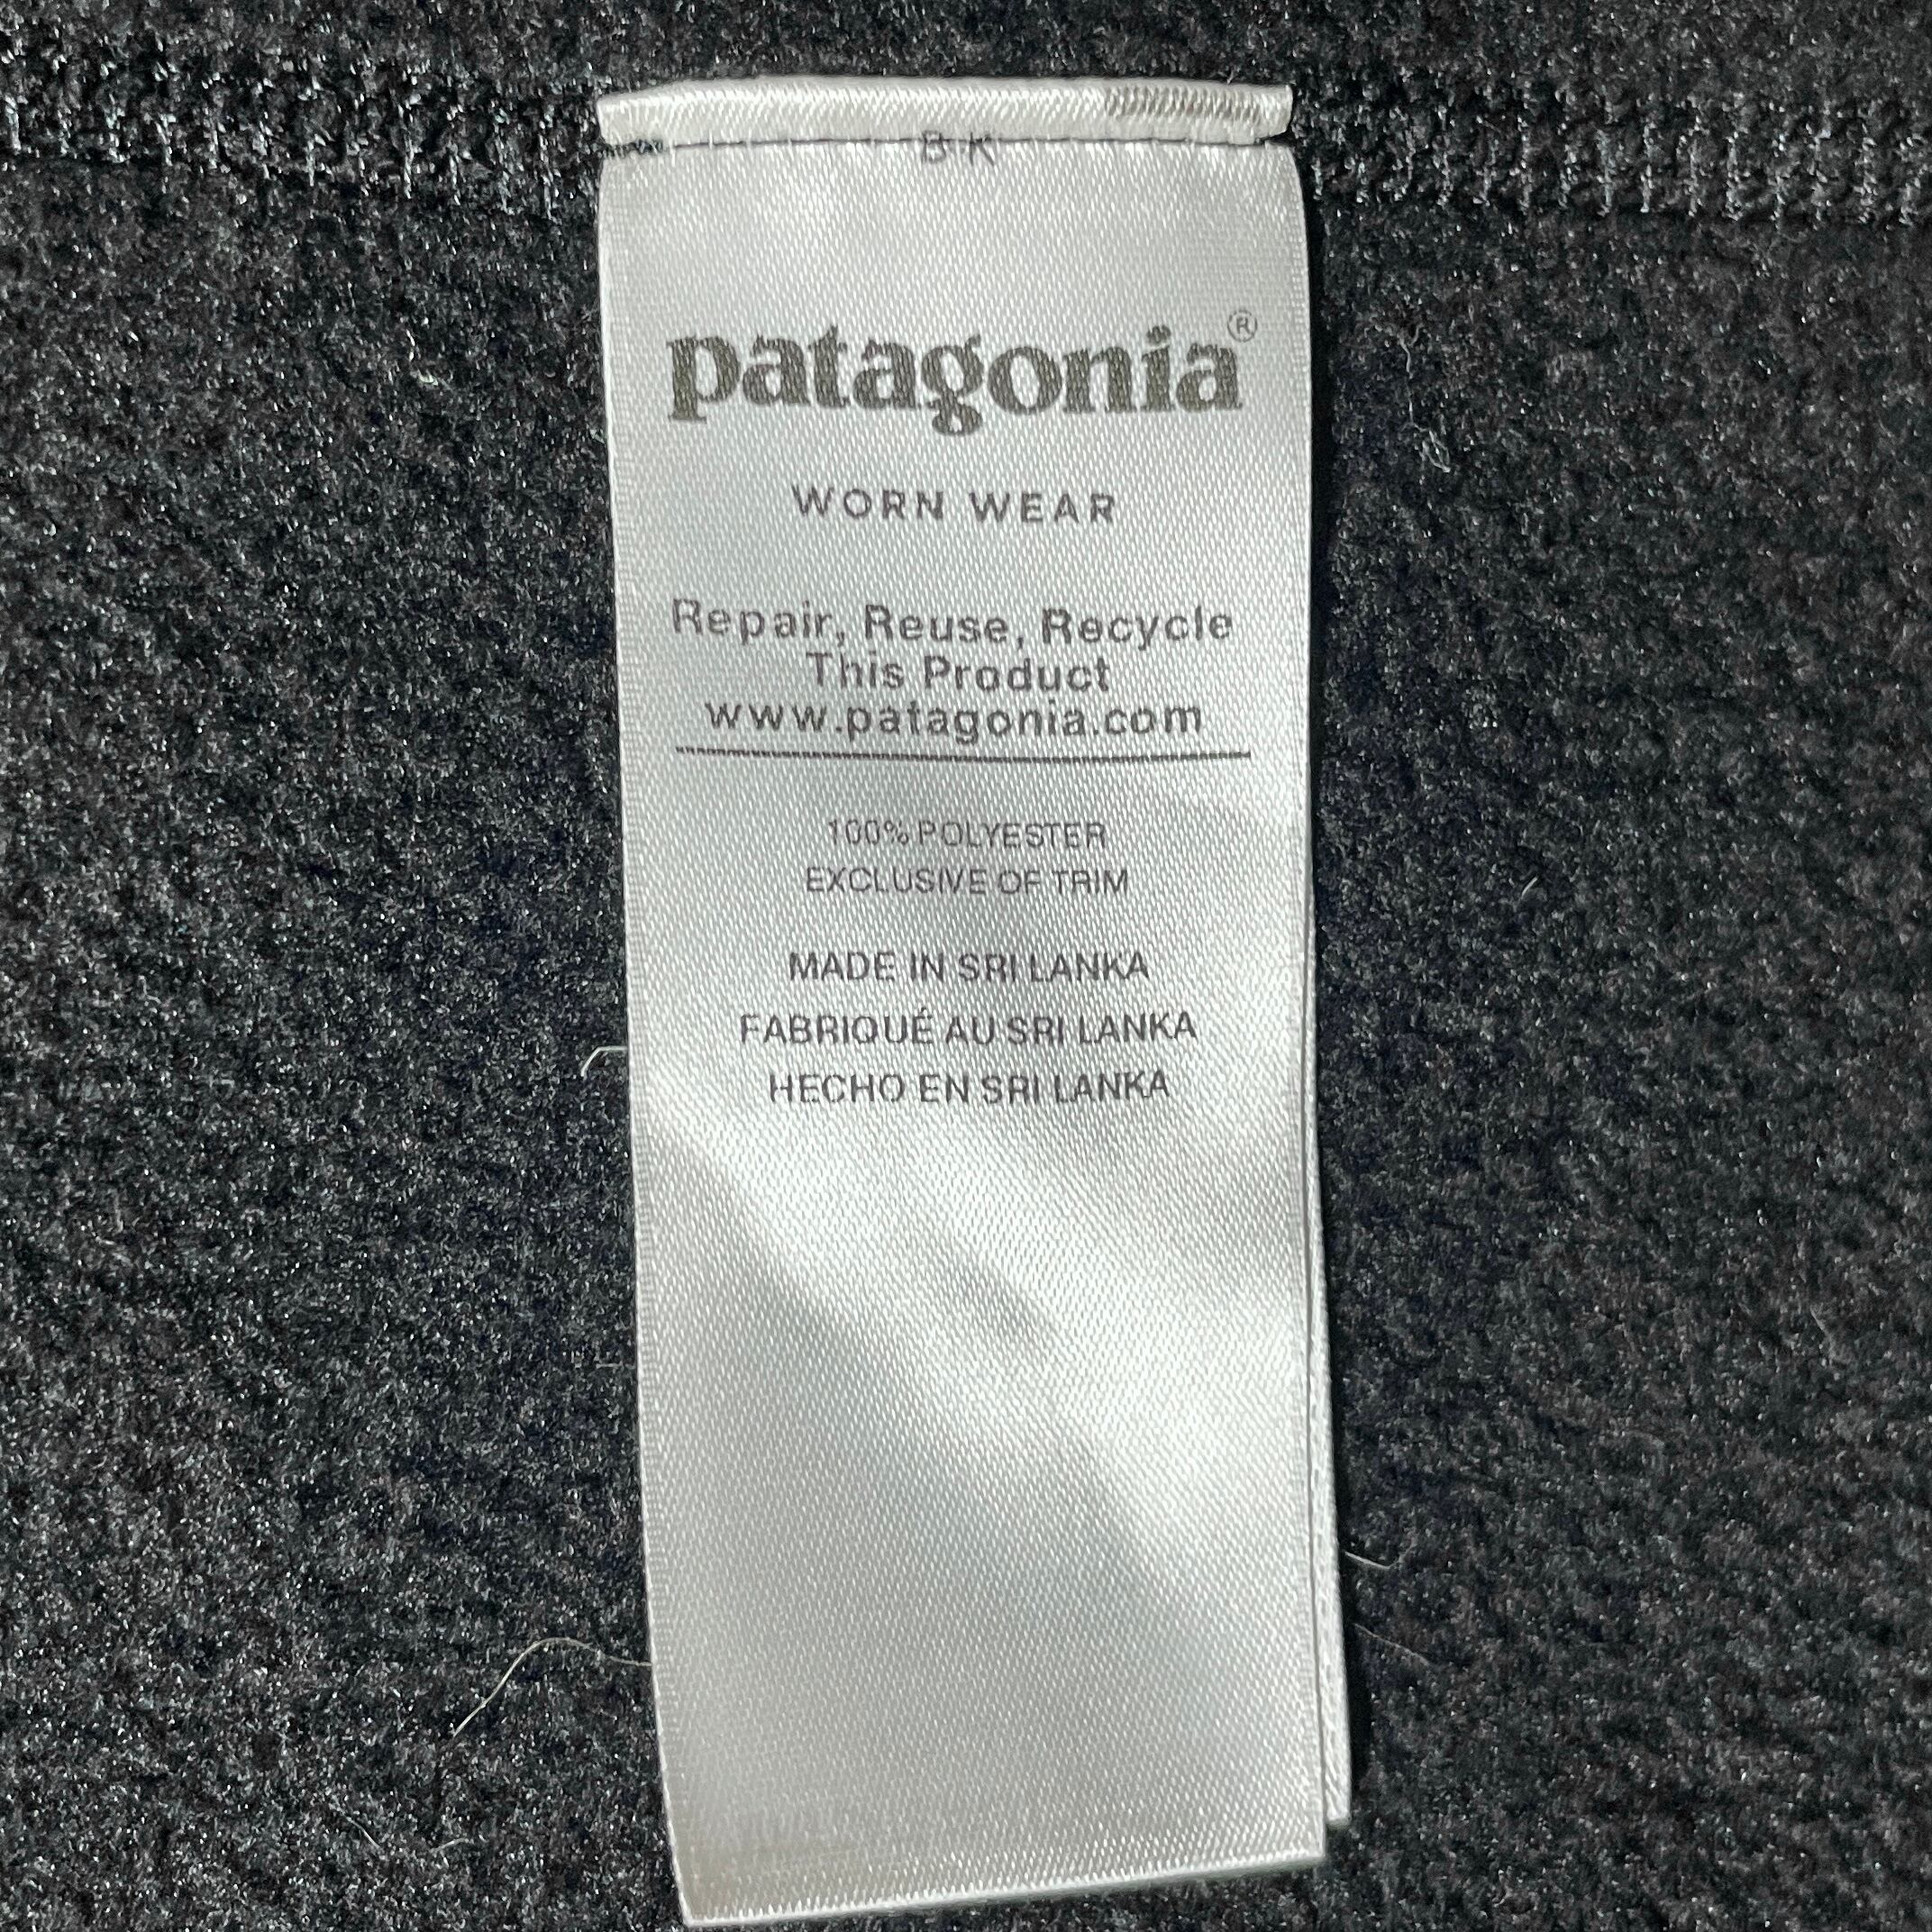 BK
patagonia®
WORN WEAR
Repair, Reuse, Recycle
This Product
www.patagonia.com
100% POLYESTER
EXCLUSIVE OF TRIM
MADE IN SRI LANKA
FABRIQUÉ AU SRI LANKA
HECHO EN SRI LANKA